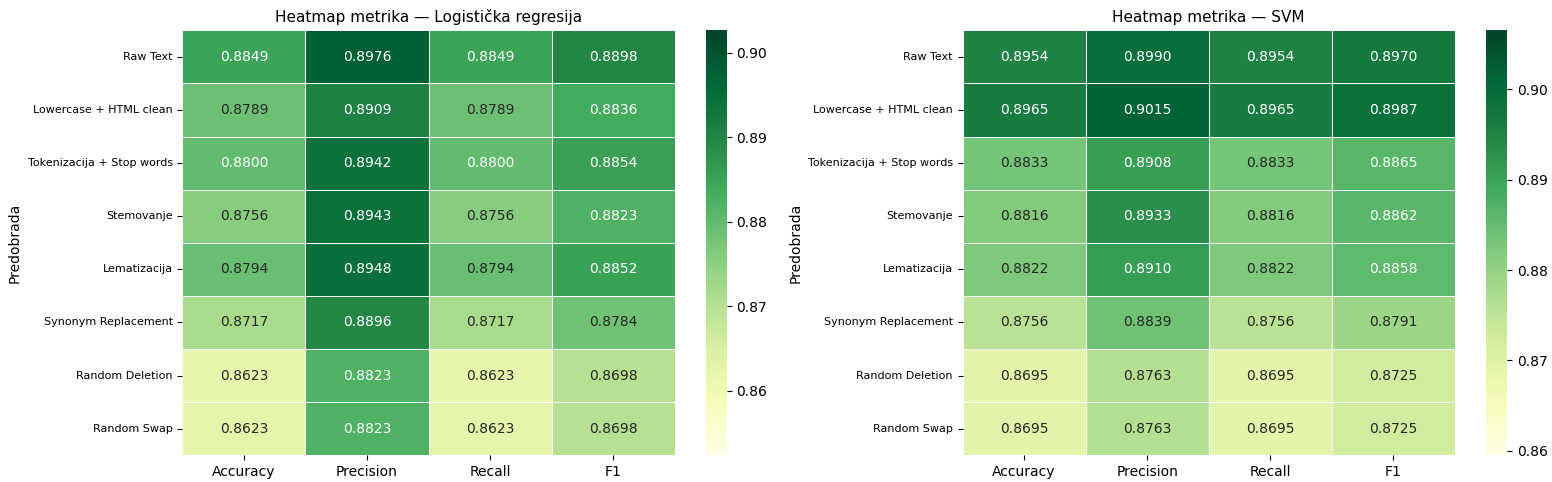 Heatmap metrika — Logistička regresija
Predobrada
Raw Text 0.8849 0.8976 0.8849 0.8898
Lowercase + HTML clean 0.8789 0.8909 0.8789 0.8836
Tokenizacija + Stop words 0.8800 0.8942 0.8800 0.8854
Stemovanje 0.8756 0.8943 0.8756 0.8823
Lematizacija 0.8794 0.8948 0.8794 0.8852
Synonym Replacement 0.8717 0.8896 0.8717 0.8784
Random Deletion 0.8623 0.8823 0.8623 0.8698
Random Swap 0.8623 0.8823 0.8623 0.8698
Accuracy Precision Recall F1
0.90
0.89
0.88
0.87
0.86
Heatmap metrika — SVM
Predobrada
Raw Text 0.8954 0.8990 0.8954 0.8970
Lowercase + HTML clean 0.8965 0.9015 0.8965 0.8987
Tokenizacija + Stop words 0.8833 0.8908 0.8833 0.8865
Stemovanje 0.8816 0.8933 0.8816 0.8862
Lematizacija 0.8822 0.8910 0.8822 0.8858
Synonym Replacement 0.8756 0.8839 0.8756 0.8791
Random Deletion 0.8695 0.8763 0.8695 0.8725
Random Swap 0.8695 0.8763 0.8695 0.8725
Accuracy Precision Recall F1
0.90
0.89
0.88
0.87
0.86